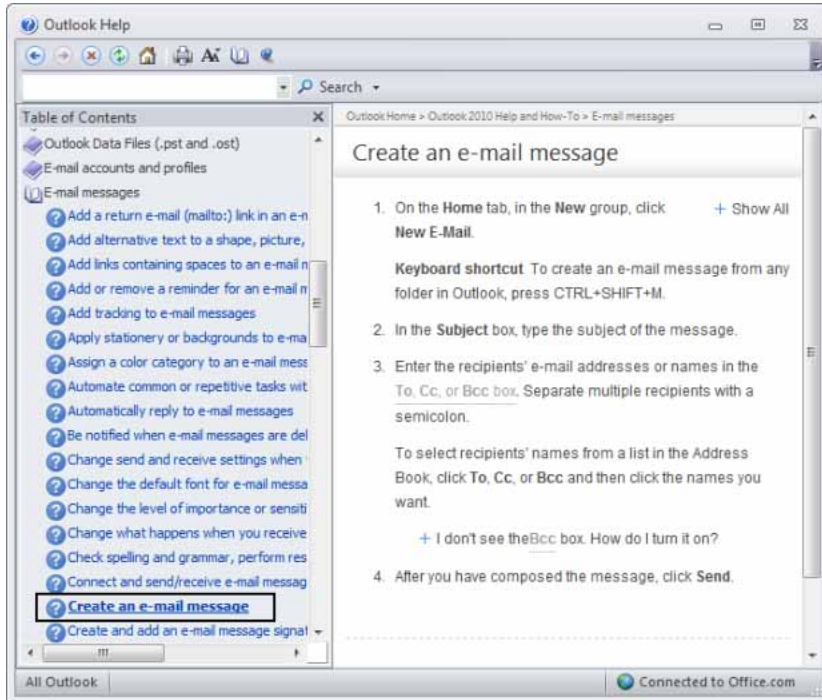 Outlook Help
Search
Table of Contents
Outlook Data Files (.pst and .ost)
E-mail accounts and profiles
E-mail messages
Add a return e-mail (mailto:) link in an e-n
Add alternative text to a shape, picture,
Add links containing spaces to an e-mail n
Add or remove a reminder for an e-mail m
Add tracking to e-mail messages
Apply stationery or backgrounds to e-ma
Assign a color category to an e-mail mess
Automate common or repetitive tasks wit
Automatically reply to e-mail messages
Be notified when e-mail messages are del
Change send and receive settings when
Change the default font for e-mail messa
Change the level of importance or sensiti
Change what happens when you receive
Check spelling and grammar, perform res
Connect and send/receive e-mail messag
Create an e-mail message
Create and add an e-mail message signat
Outlook Home > Outlook 2010 Help and How-To > E-mail messages
Create an e-mail message
1. On the Home tab, in the New group, click
+ Show All
New E-Mail.
Keyboard shortcut To create an e-mail message from any
folder in Outlook, press CTRL+SHIFT+M.
2. In the Subject box, type the subject of the message.
3. Enter the recipients' e-mail addresses or names in the
To, Cc, or Bcc box. Separate multiple recipients with a
semicolon.
To select recipients' names from a list in the Address
Book, click To, Cc, or Bcc and then click the names you
want.
+ I don't see the Bcc box. How do I turn it on?
4. After you have composed the message, click Send.
All Outlook
Connected to Office.com